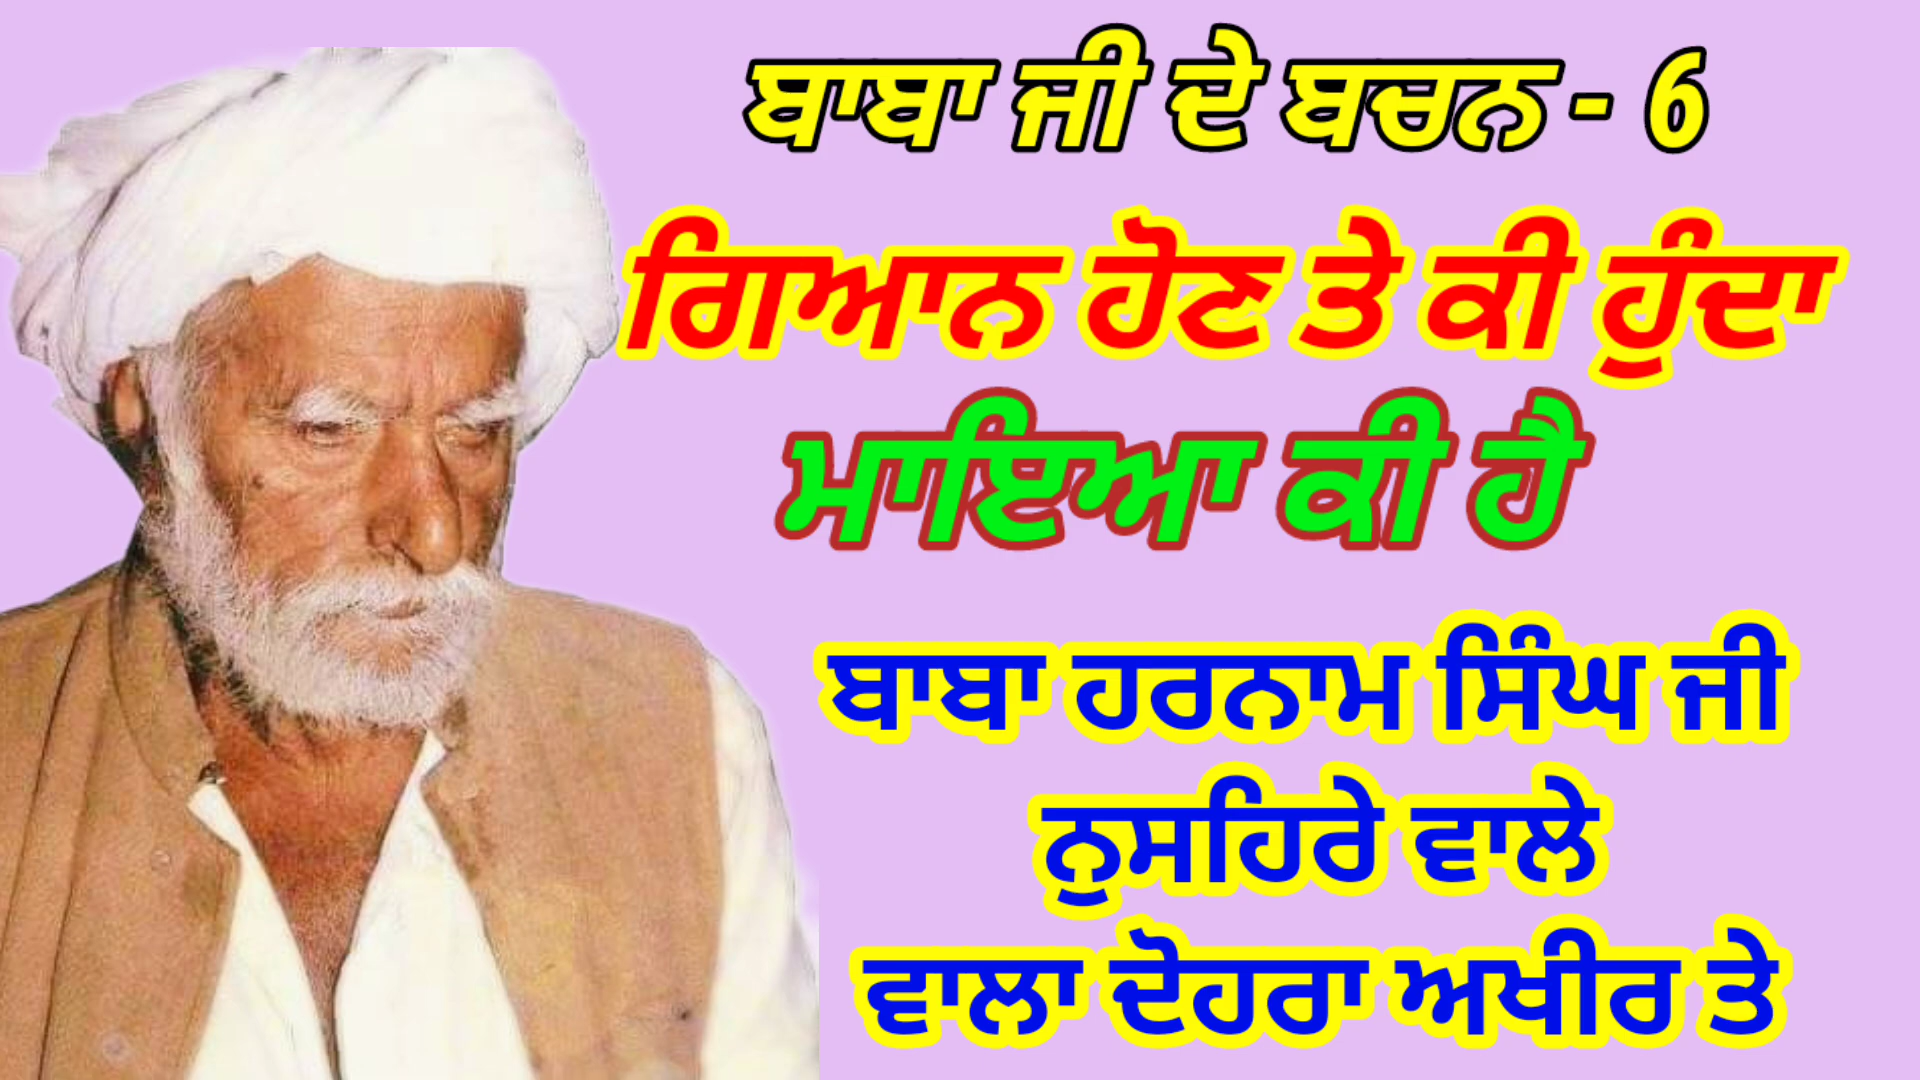 ਬਾਬਾ ਜੀ ਦੇ ਬਚਨ - 6
ਗਿਆਨ ਹੋਣ ਤੇ ਕੀ ਹੁੰਦਾ
ਮਾਇਆ ਕੀ ਹੈ
ਬਾਬਾ ਹਰਨਾਮ ਸਿੰਘ ਜੀ
ਨੁਸਹਿਰੇ ਵਾਲੇ
ਵਾਲਾ ਦੋਹਰਾ ਅਖੀਰ ਤੇ